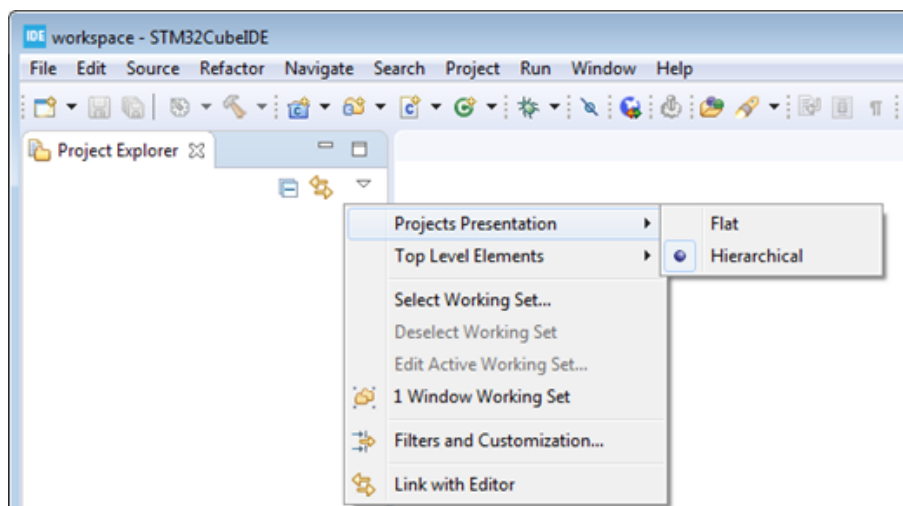 IDE workspace - STM32CubeIDE
File Edit Source Refactor Navigate Search Project Run Window Help
Project Explorer
Projects Presentation
Flat
Top Level Elements
Hierarchical
Select Working Set...
Deselect Working Set
Edit Active Working Set...
1 Window Working Set
Filters and Customization...
Link with Editor